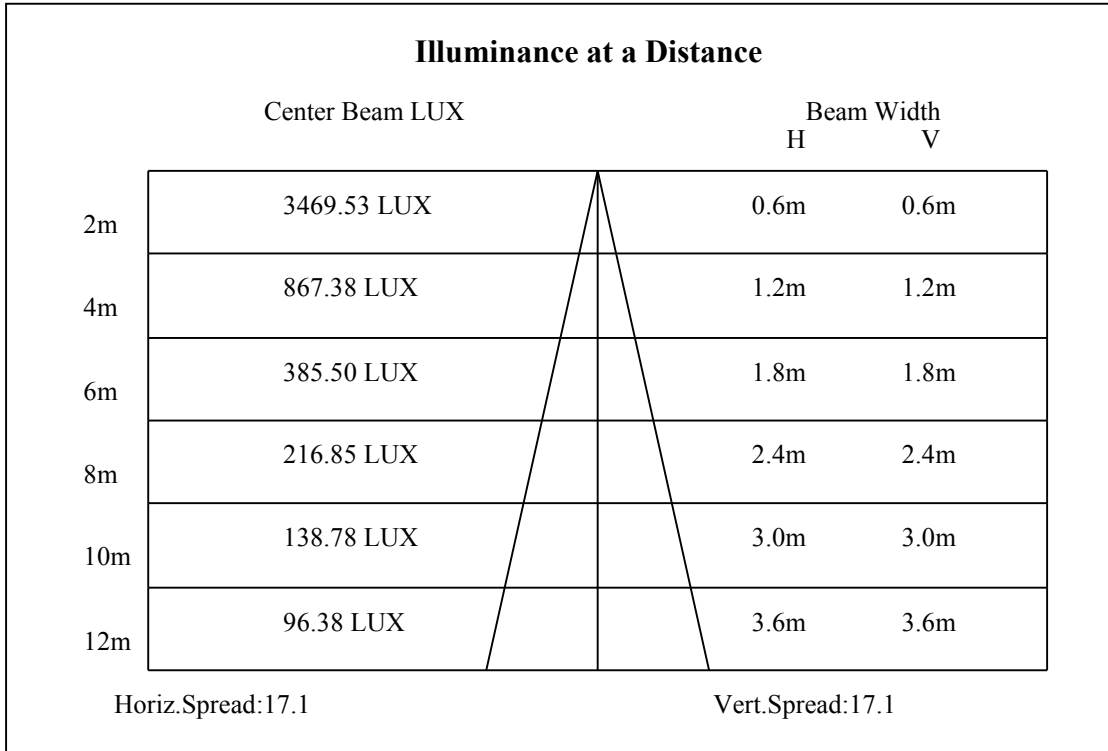 Illuminance at a Distance
Center Beam LUX Beam Width
H V
2m 3469.53 LUX 0.6m 0.6m
4m 867.38 LUX 1.2m 1.2m
6m 385.50 LUX 1.8m 1.8m
8m 216.85 LUX 2.4m 2.4m
10m 138.78 LUX 3.0m 3.0m
12m 96.38 LUX 3.6m 3.6m
Horiz.Spread:17.1 Vert.Spread:17.1